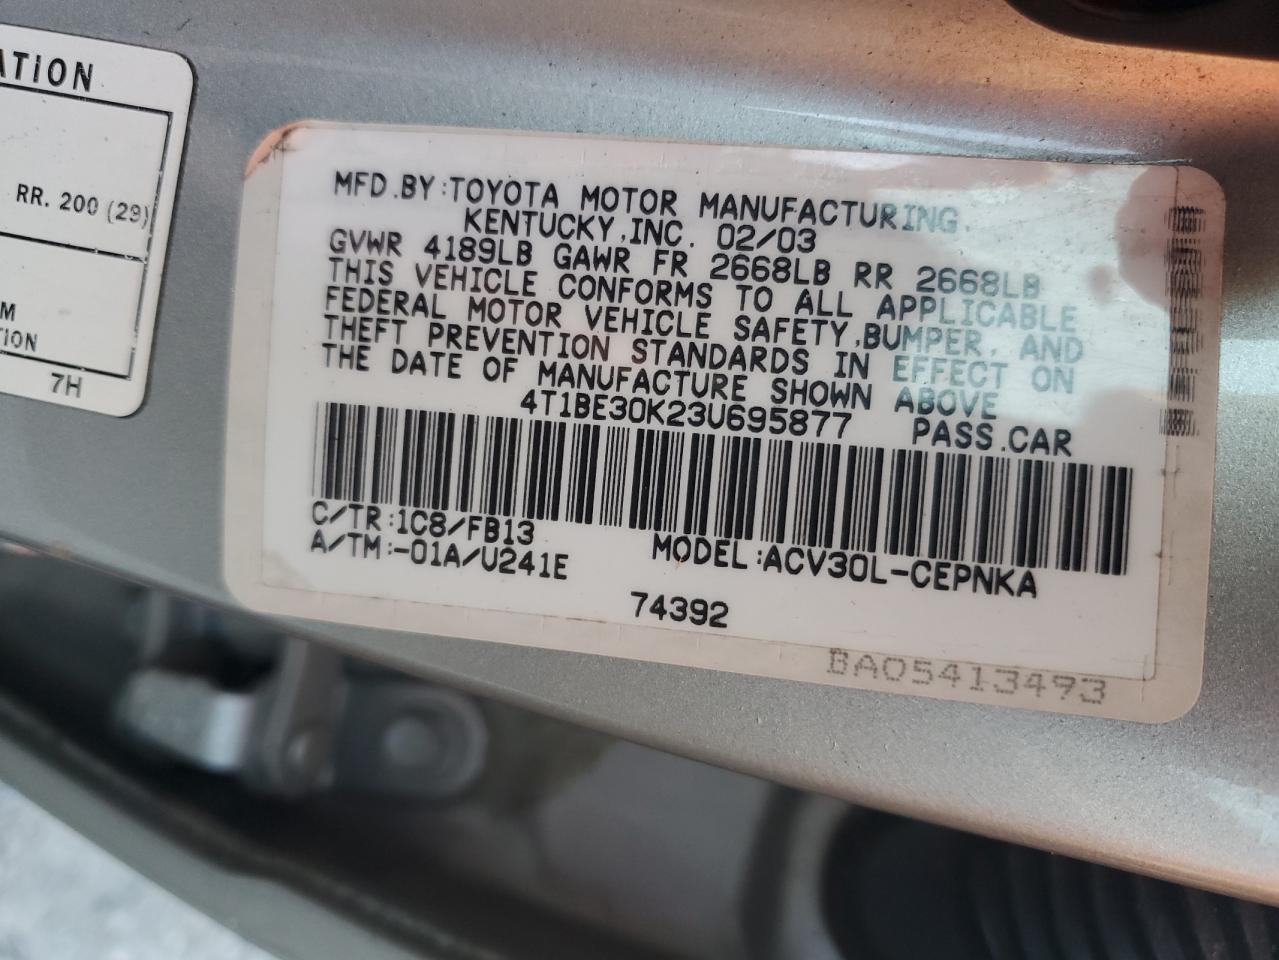 ATION
RR. 200 (29)
M
TION
7H
MFD.BY:TOYOTA MOTOR MANUFACTURING,
KENTUCKY,INC. 02/03
GVWR 4189LB GAWR FR 2668LB RR 2668LB
THIS VEHICLE CONFORMS TO ALL APPLICABLE
FEDERAL MOTOR VEHICLE SAFETY,BUMPER, AND
THEFT PREVENTION STANDARDS IN EFFECT ON
THE DATE OF MANUFACTURE SHOWN ABOVE
4T1BE30K23U695877 PASS.CAR
C/TR:1C8/FB13
A/TM:-01A/U241E MODEL:ACV30L-CEPNKA
74392
BA05413493